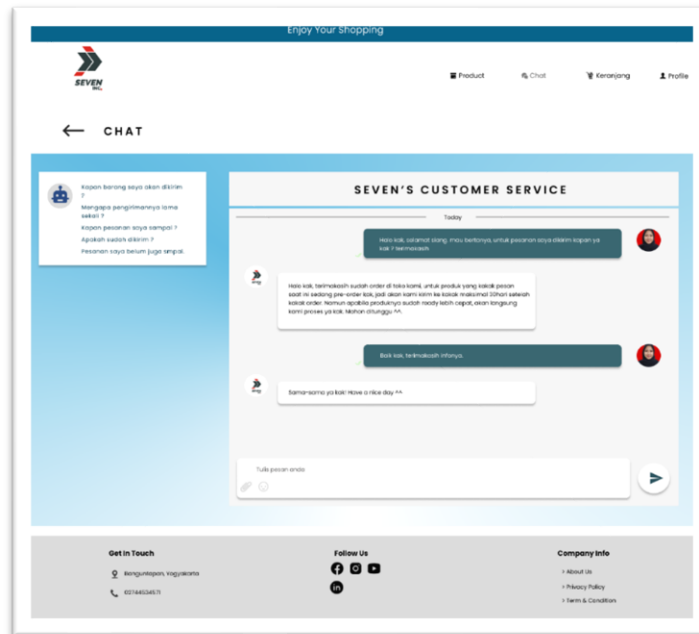 Enjoy Your Shopping
SEVEN
INC.
Product
Chat
Keranjang
Profile
CHAT
Kapan barang saya akan dikirim
?
Mengapa pengirimannya lama
sekali ?
Kapan pesanan saya sampai ?
Apakah sudah dikirim ?
Pesanan saya belum juga smpai.
SEVEN'S CUSTOMER SERVICE
Today
Halo kak, selamat siang. mau bertanya, untuk pesanan saya dikirim kapan ya
kak ? terimakasih.
Halo kak, terimakasih sudah order di toko kami, untuk produk yang kakak pesan
saat ini sedang pre-order kak, jadi akan kami kirim ke kakak maksimal hari setelah
kakak order. Namun apabila produknya sudah ready lebih cepat, akan langsung
kami proses ya kak. Mohon ditunggu ^^.
Baik kak, terimakasih infonya.
Sama-sama ya kak! Have a nice day ^^.
Tulis pesan anda
Get In Touch
Banguntapan, Yogyakarta
02744534571
Follow Us
Company Info
> About Us
> Privacy Policy
> Term & Condition